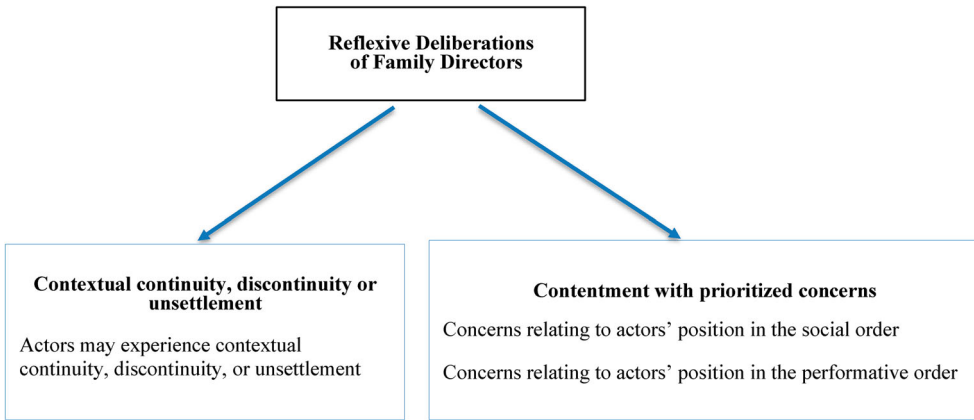 Reflexive Deliberations
of Family Directors
Contextual continuity, discontinuity or
unsettlement
Actors may experience contextual
continuity, discontinuity, or unsettlement
Contentment with prioritized concerns
Concerns relating to actors’ position in the social order
Concerns relating to actors’ position in the performative order